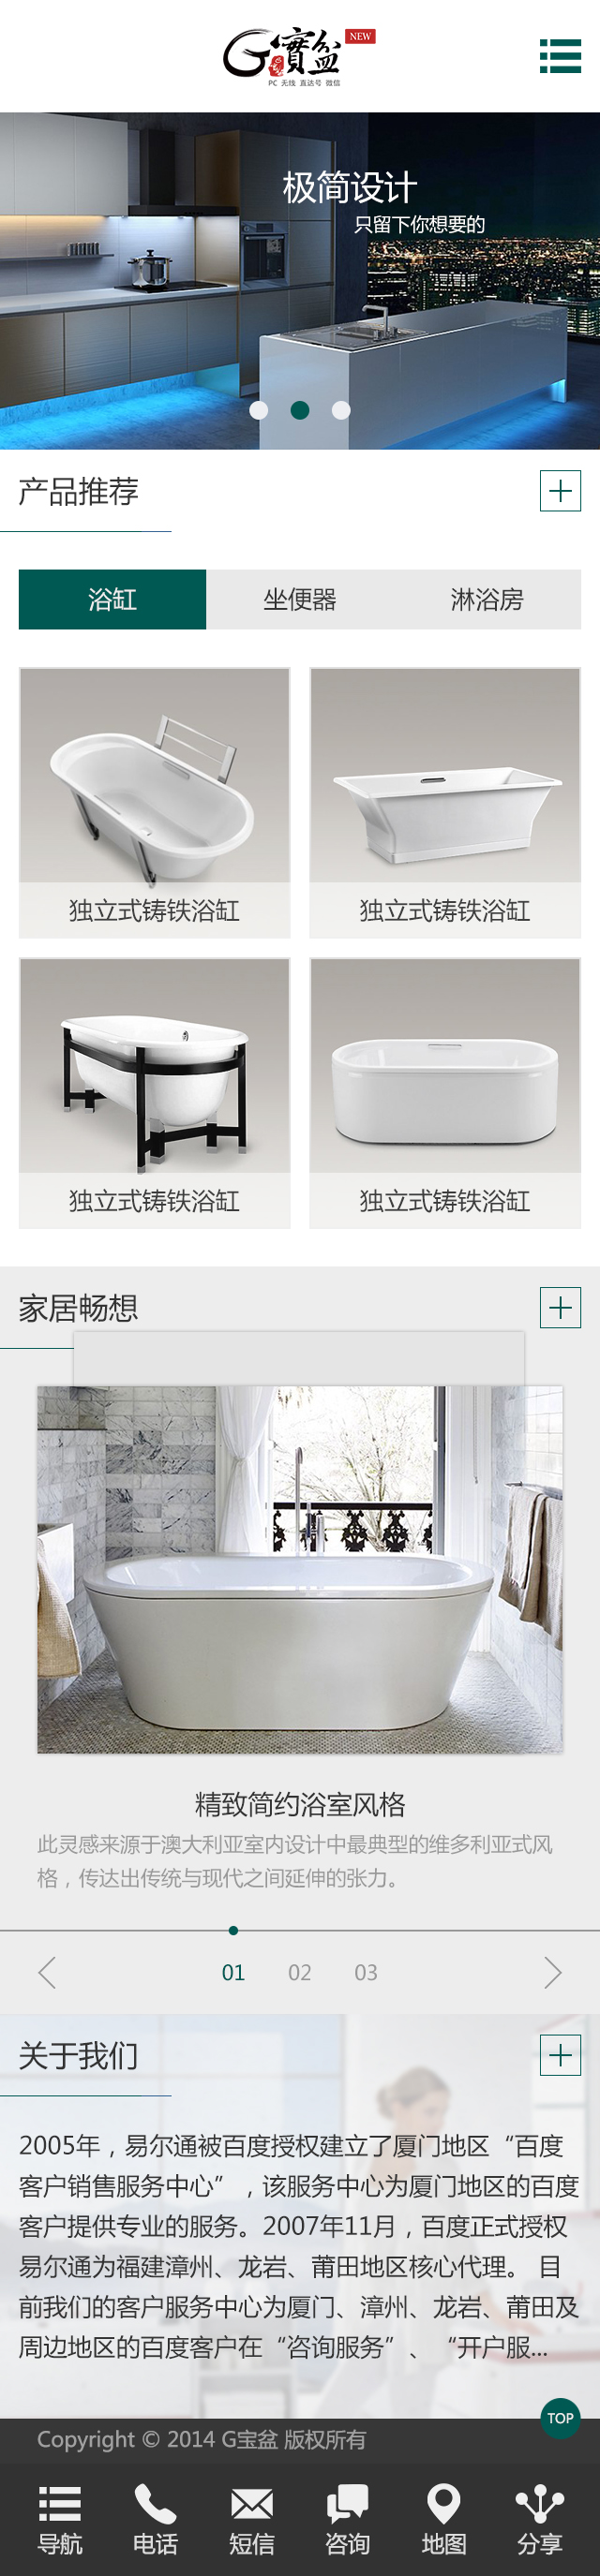 G寶盆 NEW
PC 无线 直达号 微信
极简设计
只留下你想要的
产品推荐
浴缸 坐便器 淋浴房
独立式铸铁浴缸 独立式铸铁浴缸
独立式铸铁浴缸 独立式铸铁浴缸
家居畅想
精致简约浴室风格
此灵感来源于澳大利亚室内设计中最典型的维多利亚式风
格，传达出传统与现代之间延伸的张力。
01 02 03
关于我们
2005年，易尔通被百度授权建立了厦门地区“百度
客户销售服务中心”，该服务中心为厦门地区的百度
客户提供专业的服务。2007年11月，百度正式授权
易尔通为福建漳州、龙岩、莆田地区核心代理。 目
前我们的客户服务中心为厦门、漳州、龙岩、莆田及
周边地区的百度客户在“咨询服务”、“开户服...
TOP
Copyright © 2014 G宝盆 版权所有
导航 电话 短信 咨询 地图 分享